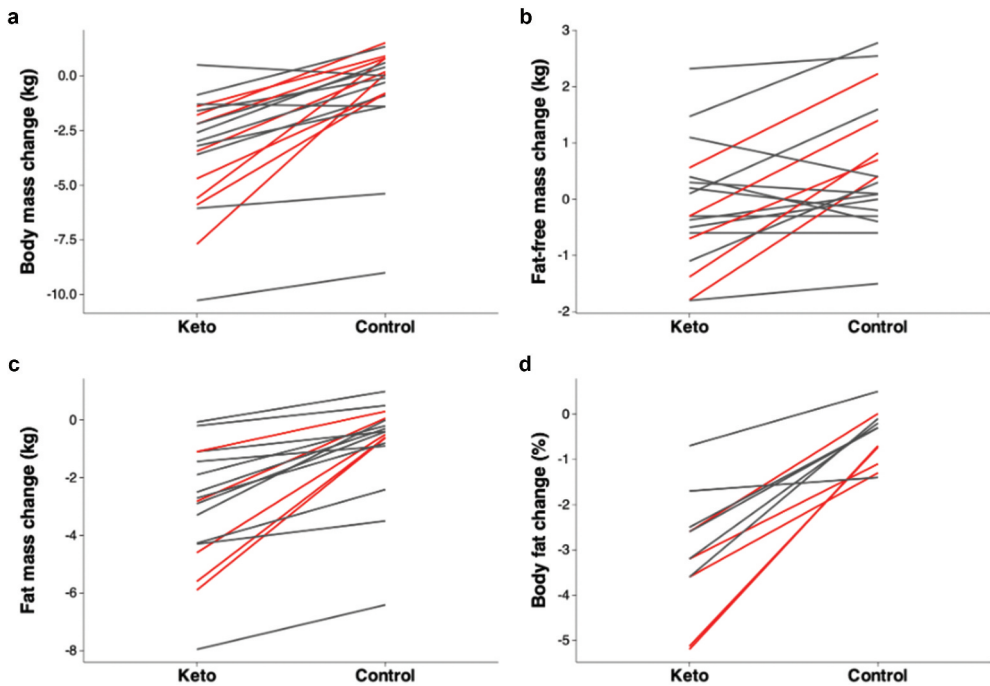 a
Body mass change (kg)
0.0
-2.5
-5.0
-7.5
-10.0
Keto
Control
b
Fat-free mass change (kg)
3
2
1
0
-1
-2
Keto
Control
c
Fat mass change (kg)
0
-2
-4
-6
-8
Keto
Control
d
Body fat change (%)
0
-1
-2
-3
-4
-5
Keto
Control